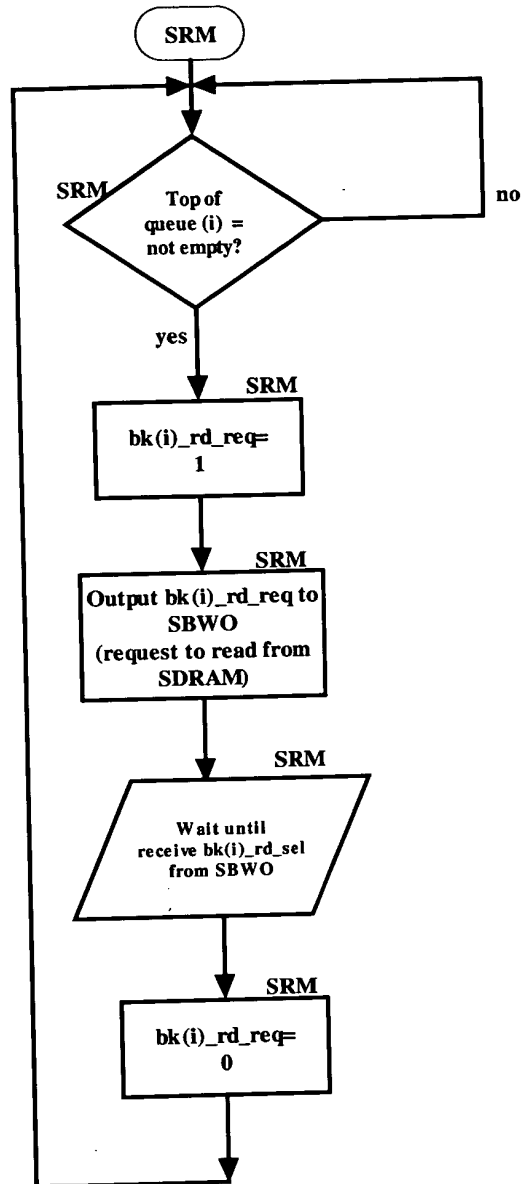 SRM
SRM
Top of
queue (i) =
not empty?
no
yes
SRM
bk(i)_rd_req=
1
SRM
Output bk(i)_rd_req to
SBWO
(request to read from
SDRAM)
SRM
Wait until
receive bk(i)_rd_sel
from SBWO
SRM
bk(i)_rd_req=
0